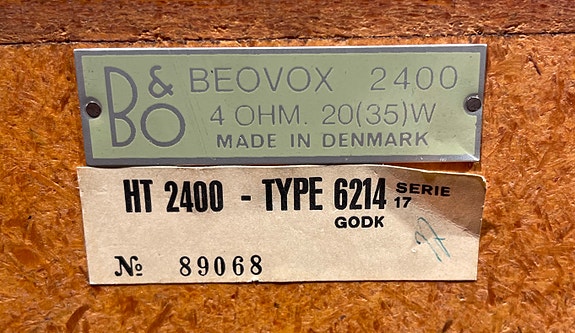 B&O BEOVOX 2400
4 OHM. 20(35)W
MADE IN DENMARK
HT 2400 - TYPE 6214 SERIE 17
GODK
№ 89068